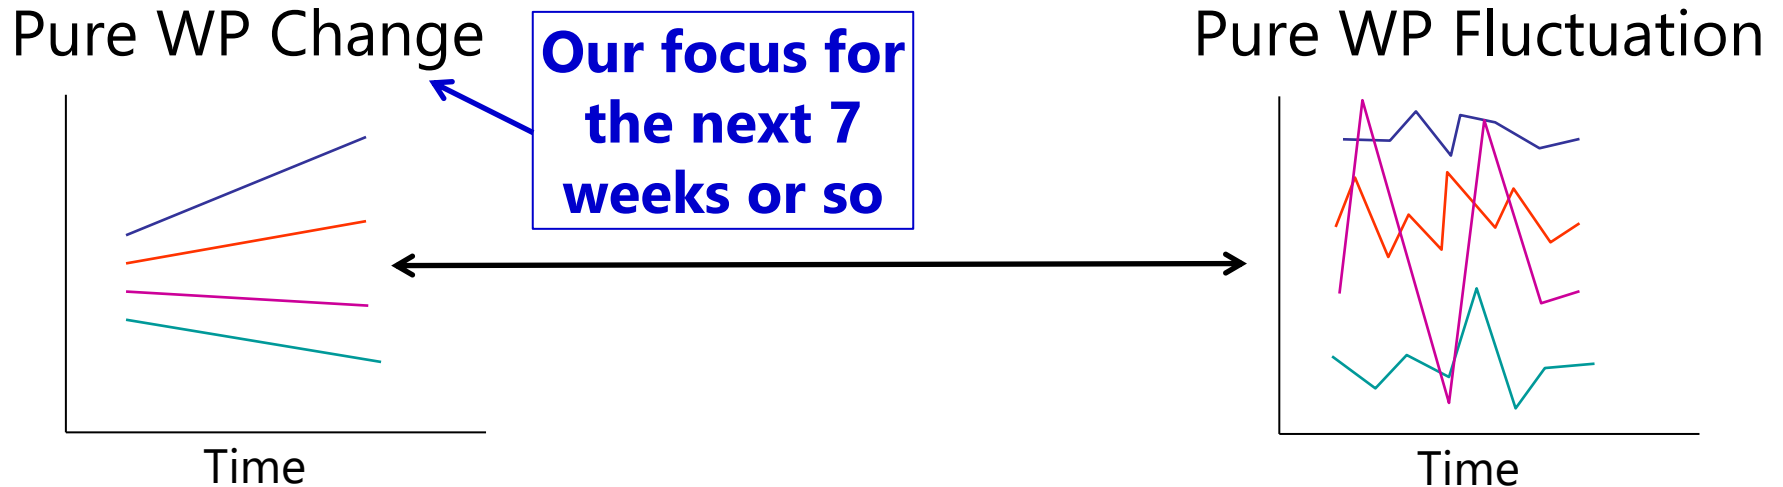 Pure WP Change
Our focus for
the next 7
weeks or so
Pure WP Fluctuation
Time
Time